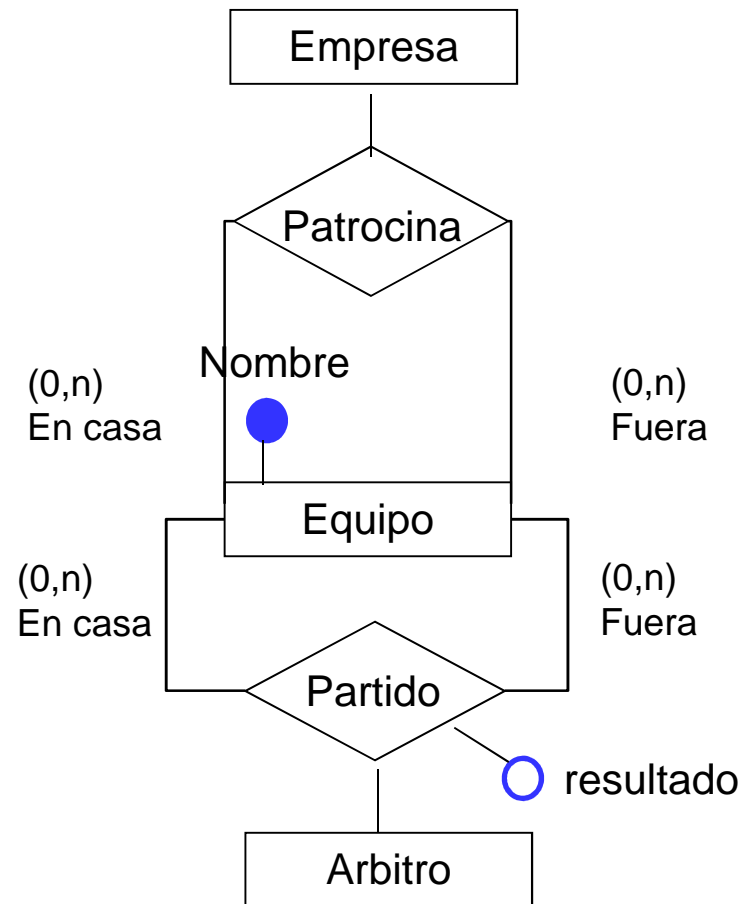 Empresa
Patrocina
Nombre
(0,n)
En casa
(0,n)
Fuera
Equipo
(0,n)
En casa
(0,n)
Fuera
Partido
resultado
Arbitro